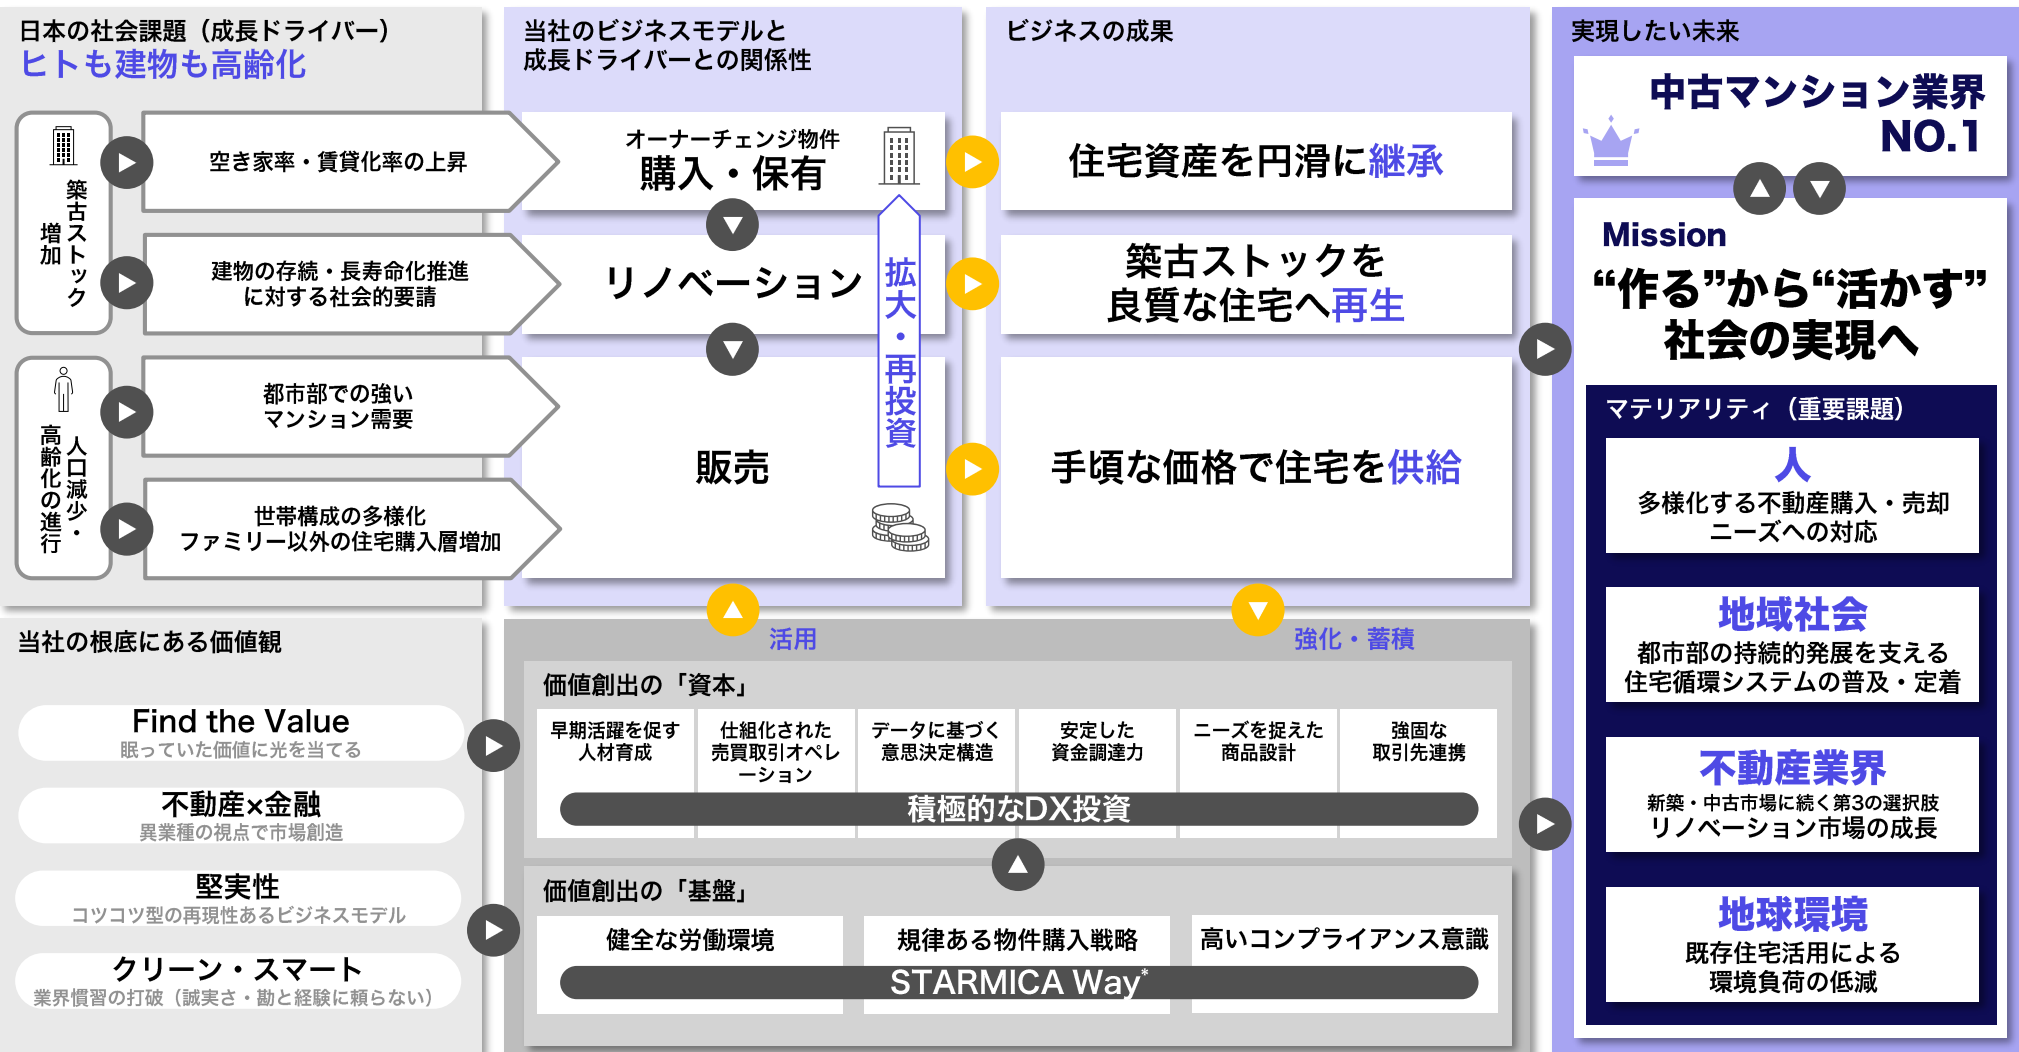 日本の社会課題（成長ドライバー）
ヒトも建物も高齢化
築古ストック
増加
空き家率・賃貸化率の上昇
建物の存続・長寿命化推進
に対する社会的要請
人口減少・
高齢化の進行
都市部での強い
マンション需要
世帯構成の多様化
ファミリー以外の住宅購入層増加
当社のビジネスモデルと
成長ドライバーとの関係性
オーナーチェンジ物件
購入・保有
リノベーション
販売
拡大・再投資
ビジネスの成果
住宅資産を円滑に継承
築古ストックを
良質な住宅へ再生
手頃な価格で住宅を供給
当社の根底にある価値観
Find the Value
眠っていた価値に光を当てる
不動産×金融
異業種の視点で市場創造
堅実性
コツコツ型の再現性あるビジネスモデル
クリーン・スマート
業界慣習の打破（誠実さ・勘と経験に頼らない）
活用
強化・蓄積
価値創出の「資本」
早期活躍を促す
人材育成
仕組化された
売買取引オペレ
ーション
データに基づく
意思決定構造
安定した
資金調達力
ニーズを捉えた
商品設計
強固な
取引先連携
積極的なDX投資
価値創出の「基盤」
健全な労働環境
規律ある物件購入戦略
高いコンプライアンス意識
STARMICA Way*
実現したい未来
中古マンション業界
NO.1
Mission
“作る”から“活かす”
社会の実現へ
マテリアリティ（重要課題）
人
多様化する不動産購入・売却
ニーズへの対応
地域社会
都市部の持続的発展を支える
住宅循環システムの普及・定着
不動産業界
新築・中古市場に続く第3の選択肢
リノベーション市場の成長
地球環境
既存住宅活用による
環境負荷の低減